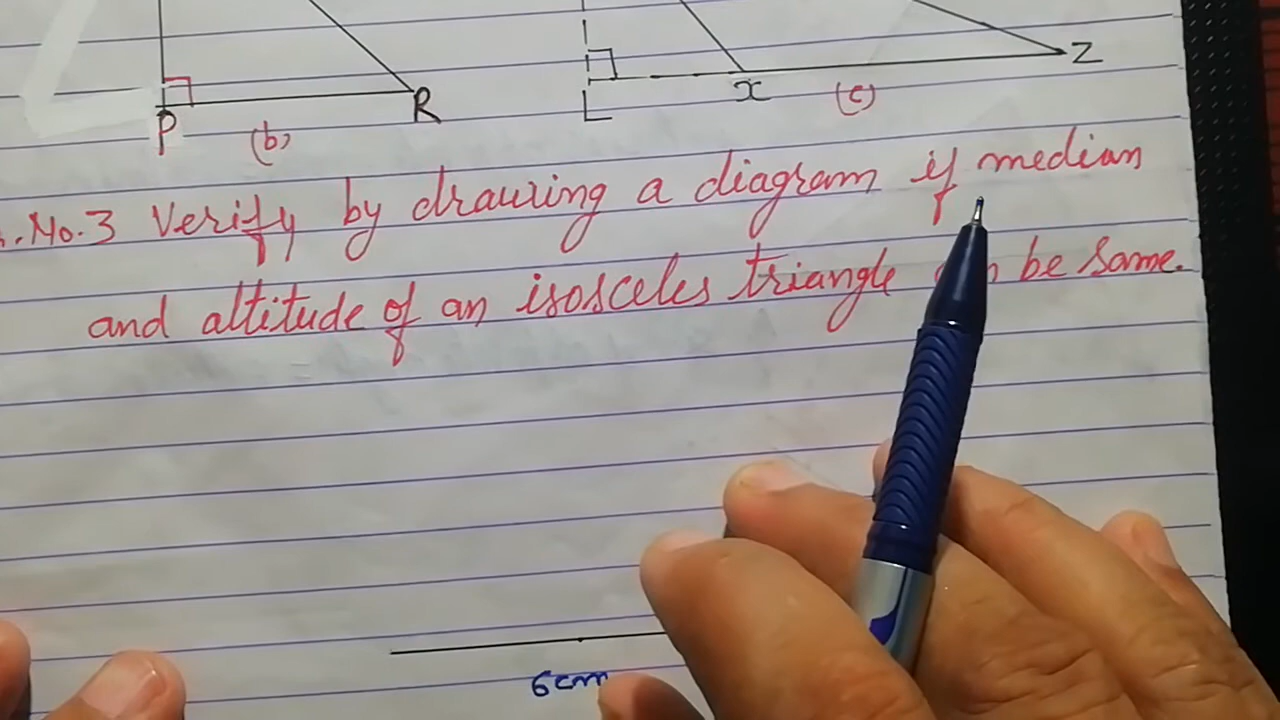 P
(b)
R
L
x
(c)
Z
.No.3 Verify by drawing a diagram if median
and altitude of an isosceles triangle be same.
6cm